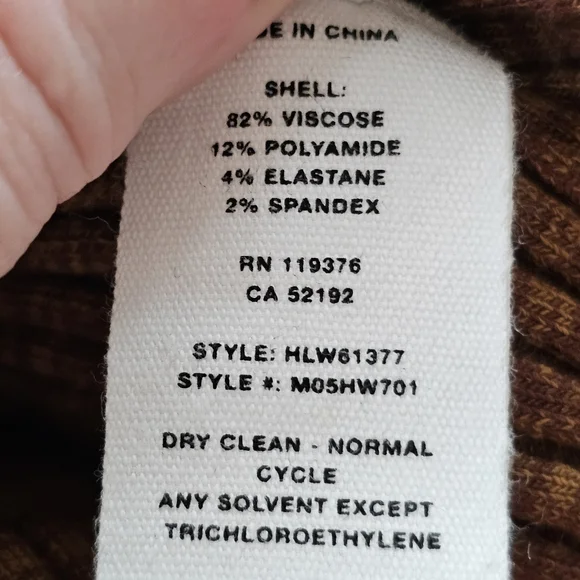 IN CHINA
SHELL:
82% VISCOSE
12% POLYAMIDE
4% ELASTANE
2% SPANDEX
RN 119376
CA 52192
STYLE: HLW61377
STYLE #: M05HW701
DRY CLEAN - NORMAL
CYCLE
ANY SOLVENT EXCEPT
TRICHLOROETHYLENE